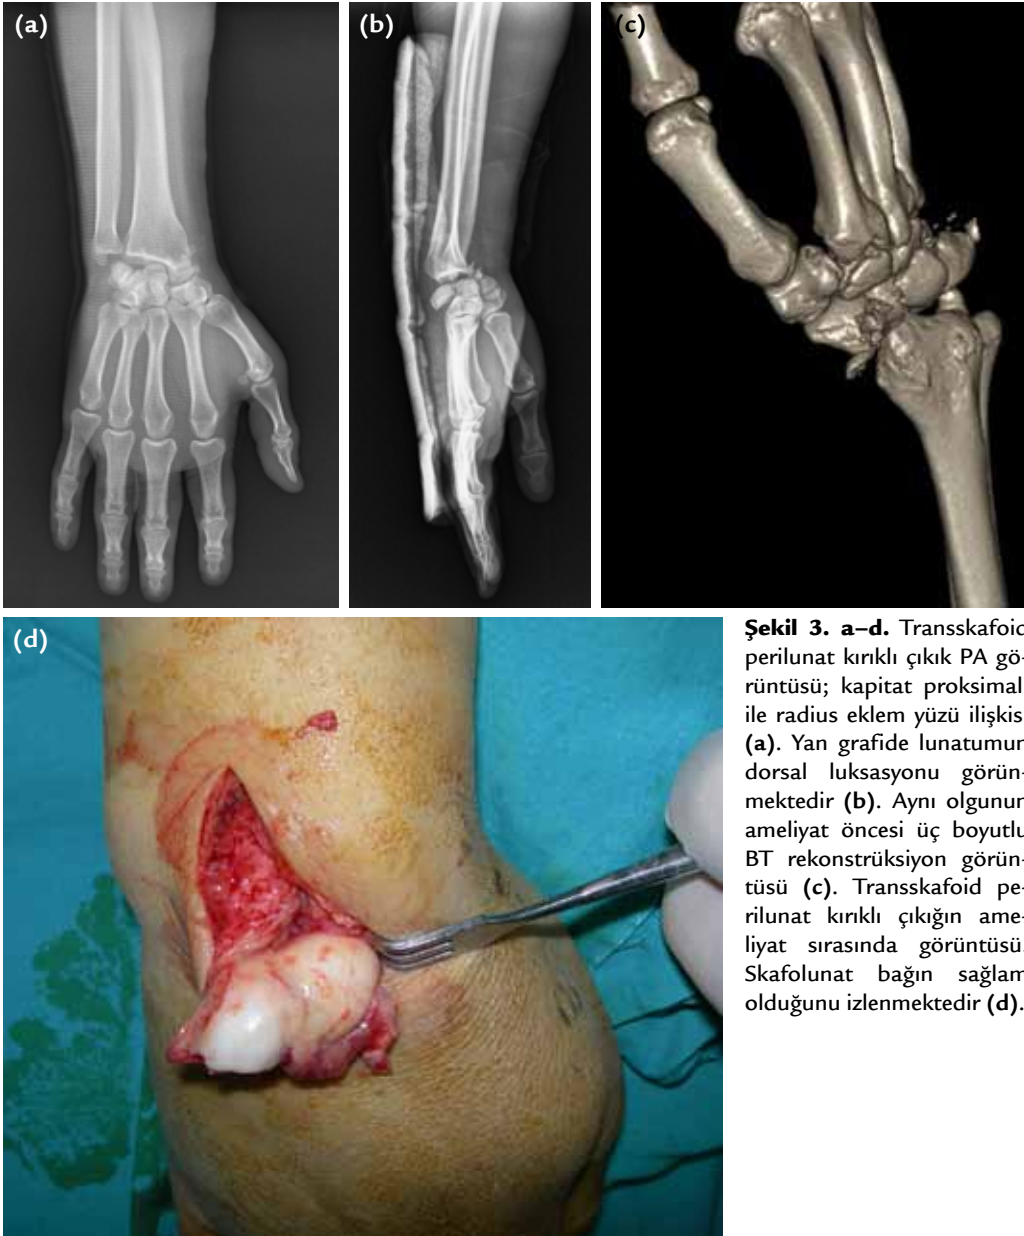 (a)
(b)
(c)
(d)
Şekil 3. a–d. Transskafoid
perilunat kırıklı çıkık PA gö-
rüntüsü; kapitat proksimal
ile radius eklem yüzü ilişkis
(a). Yan grafide lunatumun
dorsal luksasyonu görün-
mektedir (b). Aynı olgunun
ameliyat öncesi üç boyutlu
BT rekonstrüksiyon görün-
tüsü (c). Transskafoid pe-
rilunat kırıklı çıkığın ame-
liyat sırasında görüntüsü.
Skafolunat bağın sağlam
olduğunu izlenmektedir (d).